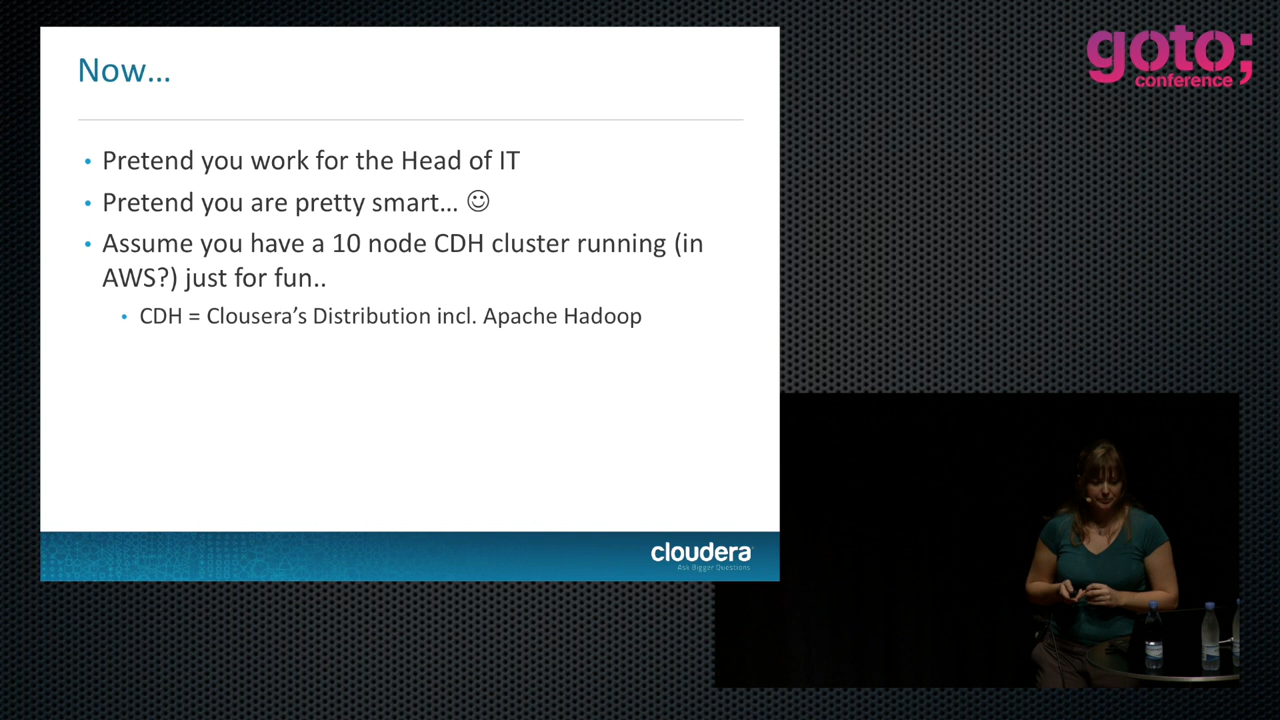 Now...
• Pretend you work for the Head of IT
• Pretend you are pretty smart... ☺
• Assume you have a 10 node CDH cluster running (in
AWS?) just for fun..
• CDH = Clousera's Distribution incl. Apache Hadoop
cloudera
Ask Bigger Questions
goto;
conference